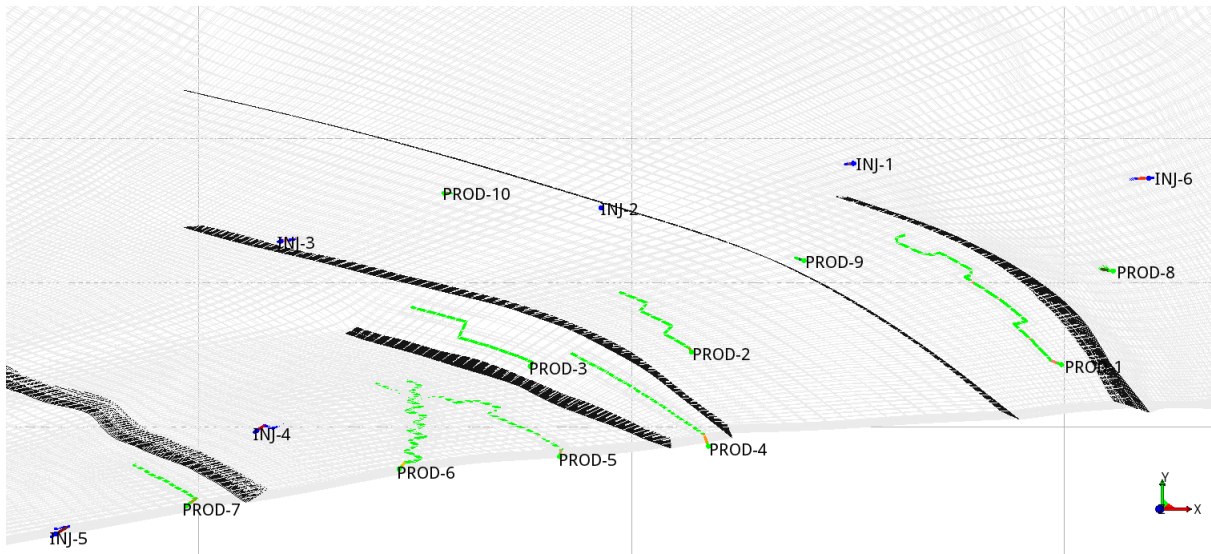 INJ-1
INJ-6
PROD-10
INJ-2
INJ-3
PROD-9
PROD-8
PROD-2
PROD-3
PROD-1
INJ-4
PROD-4
PROD-5
PROD-6
PROD-7
INJ-5
Y
X